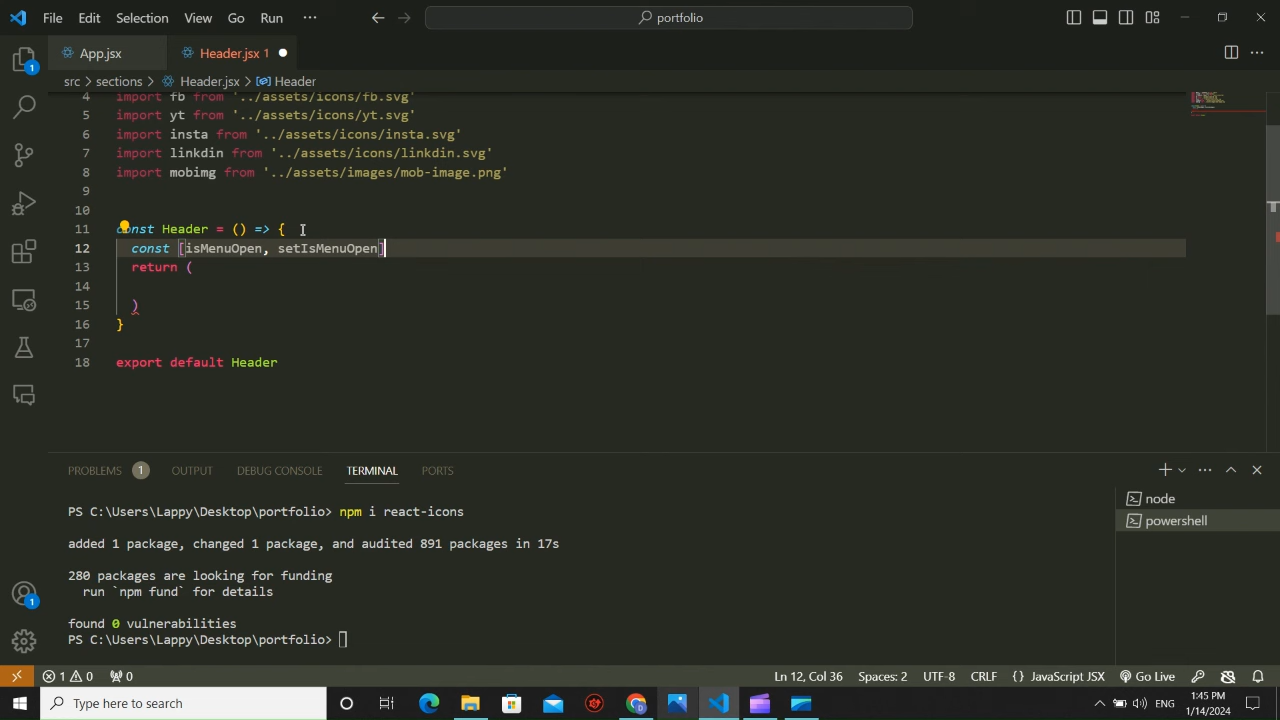 File Edit Selection View Go Run ··· portfolio
App.jsx Header.jsx 1
src > sections > Header.jsx > Header
4 import fb from '../assets/icons/fb.svg'
5 import yt from '../assets/icons/yt.svg'
6 import insta from '../assets/icons/insta.svg'
7 import linkdin from '../assets/icons/linkdin.svg'
8 import mobimg from '../assets/images/mob-image.png'
9
10
11 const Header = () => {
12 const [isMenuOpen, setIsMenuOpen]
13 return (
14
15 )
16 }
17
18 export default Header
PROBLEMS 1 OUTPUT DEBUG CONSOLE TERMINAL PORTS
PS C:\Users\Lappy\Desktop\portfolio> npm i react-icons
added 1 package, changed 1 package, and audited 891 packages in 17s
280 packages are looking for funding
run `npm fund` for details
found 0 vulnerabilities
PS C:\Users\Lappy\Desktop\portfolio>
node
powershell
1
1
1 0 0 Ln 12, Col 36 Spaces: 2 UTF-8 CRLF {} JavaScript JSX Go Live
Type here to search ENG 1:45 PM
1/14/2024